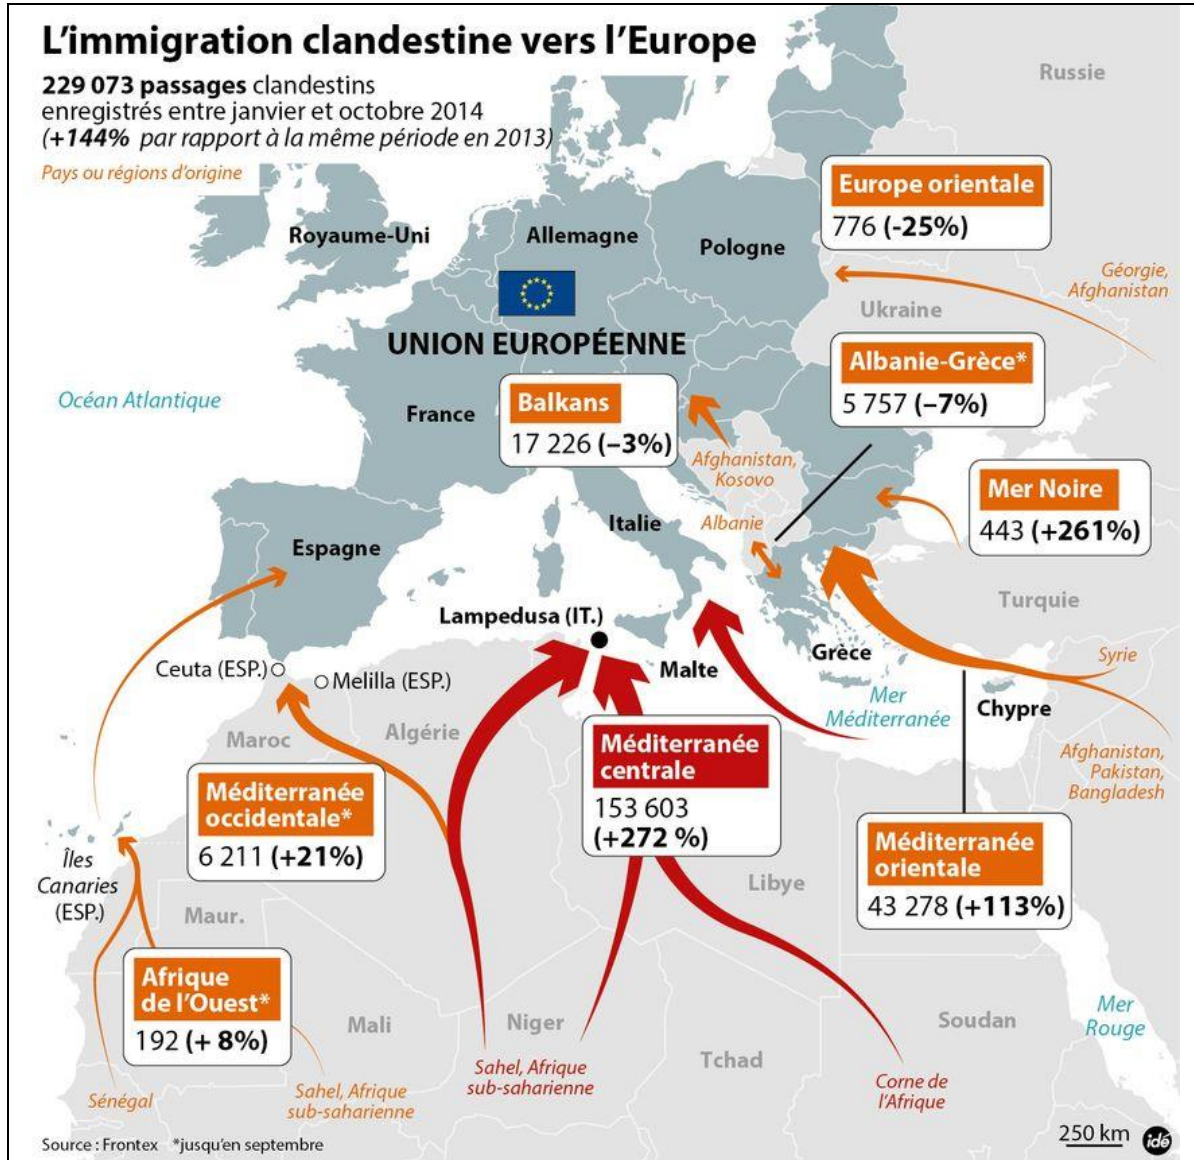 L'immigration clandestine vers l'Europe
229 073 passages clandestins
enregistrés entre janvier et octobre 2014
(+144% par rapport à la même période en 2013)
Pays ou régions d'origine
Russie
Europe orientale
776 (-25%)
Royaume-Uni
Allemagne
Pologne
Géorgie,
Afghanistan
Ukraine
UNION EUROPÉENNE
Albanie-Grèce*
5 757 (–7%)
Océan Atlantique
France
Balkans
17 226 (–3%)
Afghanistan,
Kosovo
Mer Noire
443 (+261%)
Italie
Albanie
Espagne
Turquie
Lampedusa (IT.)
Ceuta (ESP.)
Melilla (ESP.)
Malte
Grèce
Syrie
Mer
Méditerranée
Chypre
Maroc
Algérie
Méditerranée
centrale
153 603
(+272 %)
Afghanistan,
Pakistan,
Bangladesh
Méditerranée
occidentale*
6 211 (+21%)
Méditerranée
orientale
43 278 (+113%)
Îles
Canaries
(ESP.)
Libye
Maur.
Afrique
de l'Ouest*
192 (+ 8%)
Mali
Niger
Tchad
Soudan
Mer
Rouge
Sénégal
Sahel, Afrique
sub-saharienne
Sahel, Afrique
sub-saharienne
Corne de
l'Afrique
Source : Frontex *jusqu'en septembre
250 km
idé